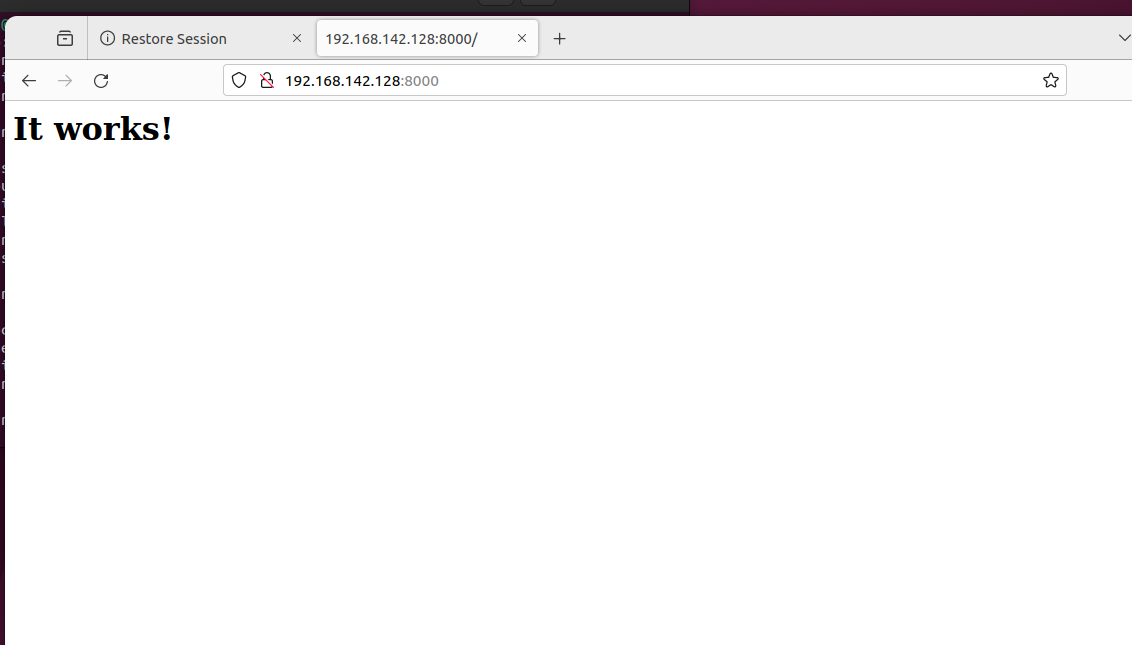 Restore Session
192.168.142.128:8000/
192.168.142.128:8000
It works!